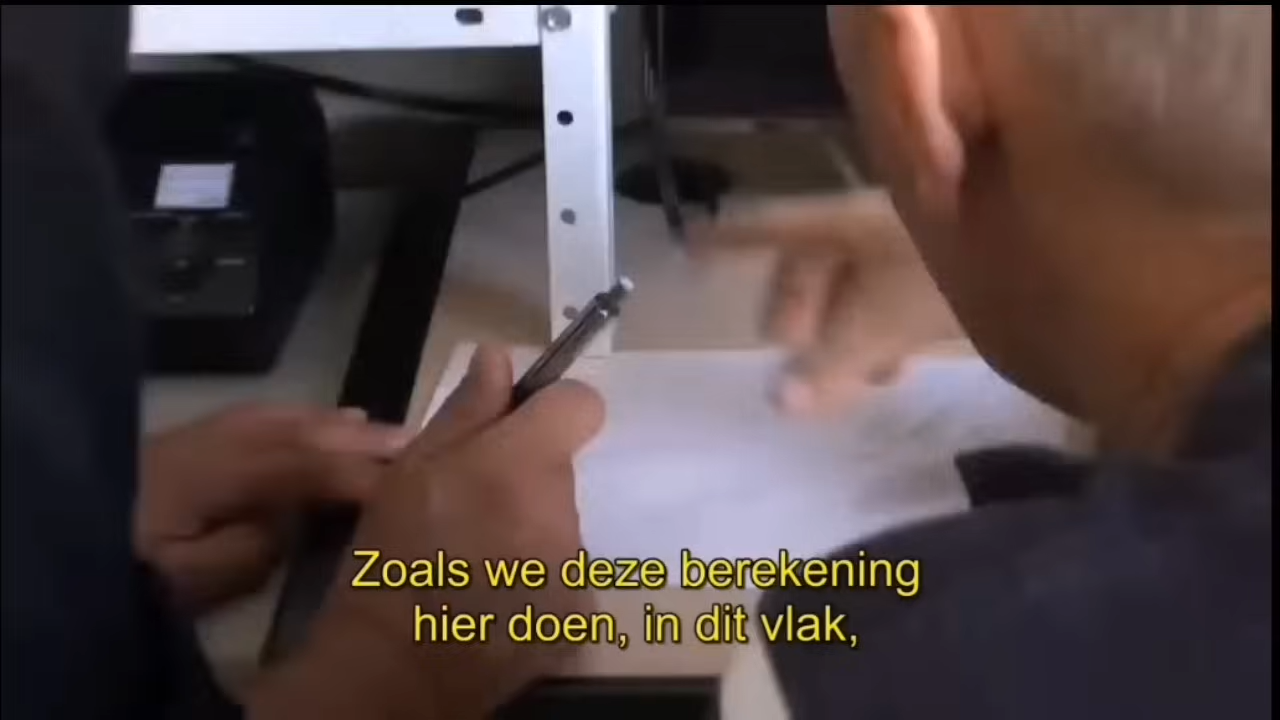 Zoals we deze berekening
hier doen, in dit vlak,